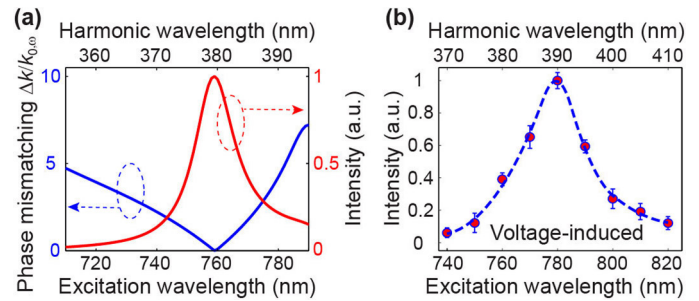 (a)
Harmonic wavelength (nm)
360 370 380 390
Phase mismatching Δk/k0,ω
10
5
0
1
0.5
0
Intensity (a.u.)
720 740 760 780
Excitation wavelength (nm)
(b)
Harmonic wavelength (nm)
370 380 390 400 410
Intensity (a.u.)
1
0.8
0.6
0.4
0.2
0
Voltage-induced
740 760 780 800 820
Excitation wavelength (nm)